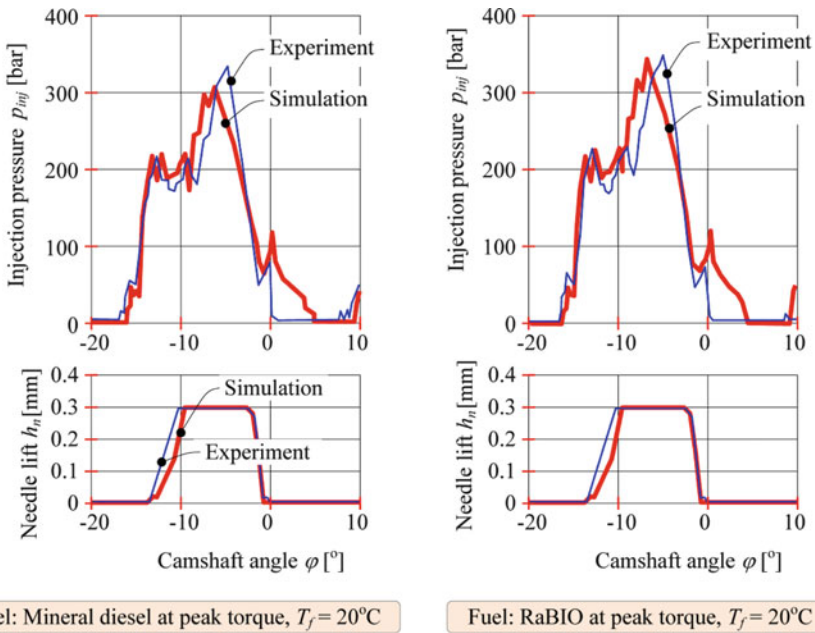 400
300
200
100
0
Injection pressure p_inj [bar]
Experiment
Simulation
-20 -10 0 10
0.4
0.3
0.2
0.1
0
Needle lift h_n [mm]
Simulation
Experiment
-20 -10 0 10
Camshaft angle φ [°]
el: Mineral diesel at peak torque, T_f = 20°C
400
300
200
100
0
Injection pressure p_inj [bar]
Experiment
Simulation
-20 -10 0 10
0.4
0.3
0.2
0.1
0
Needle lift h_n [mm]
-20 -10 0 10
Camshaft angle φ [°]
Fuel: RaBIO at peak torque, T_f = 20°C